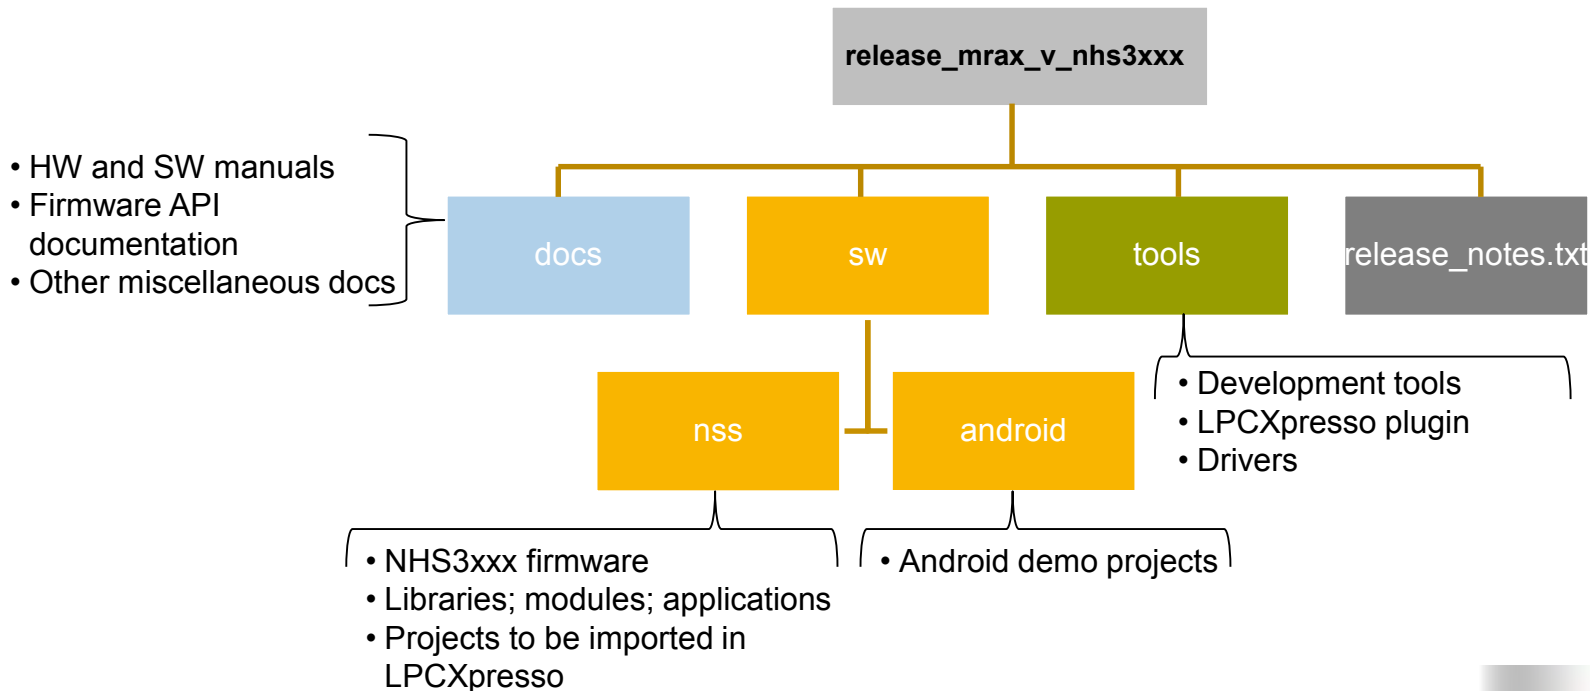 release_mrax_v_nhs3xxx
• HW and SW manuals
• Firmware API
documentation
• Other miscellaneous docs
docs
sw
tools
release_notes.txt
nss
android
• Development tools
• LPCXpresso plugin
• Drivers
• NHS3xxx firmware
• Libraries; modules; applications
• Projects to be imported in
LPCXpresso
• Android demo projects